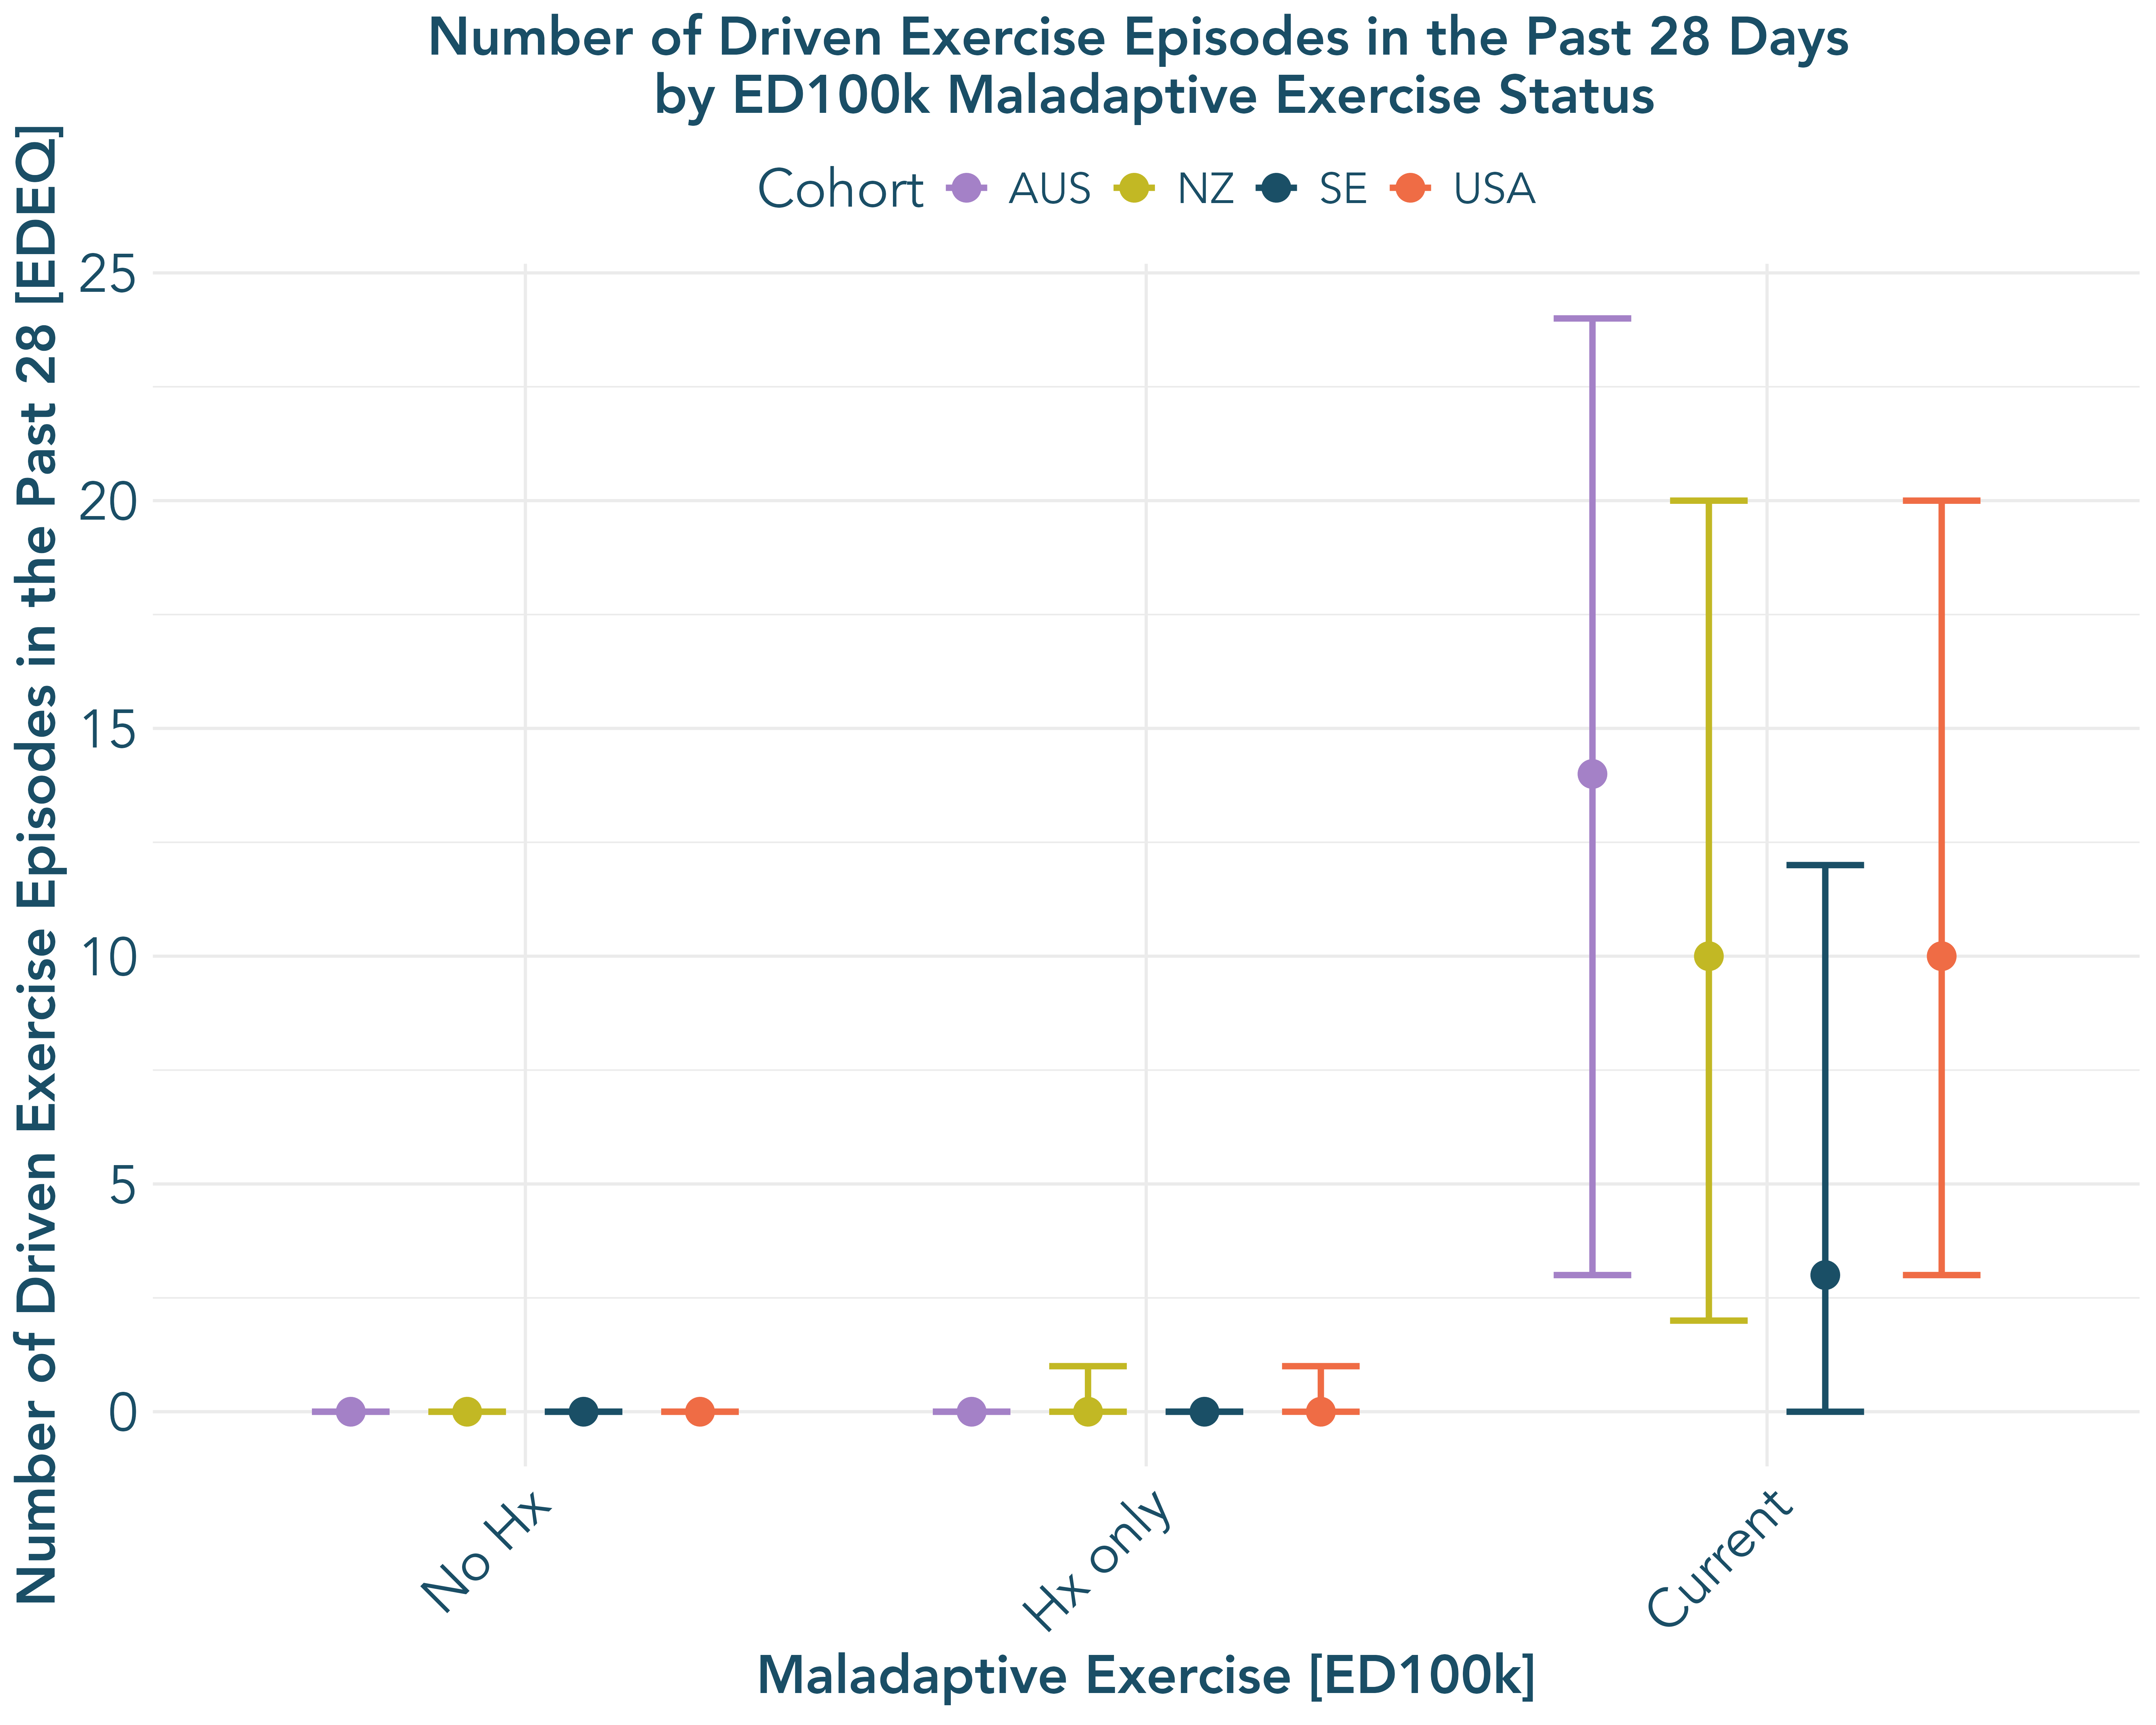 Number of Driven Exercise Episodes in the Past 28 Days
by ED100k Maladaptive Exercise Status
Cohort AUS NZ SE USA
Number of Driven Exercise Episodes in the Past 28 [EDEQ]
25
20
15
10
5
0
No Hx
Hx only
Current
Maladaptive Exercise [ED100k]